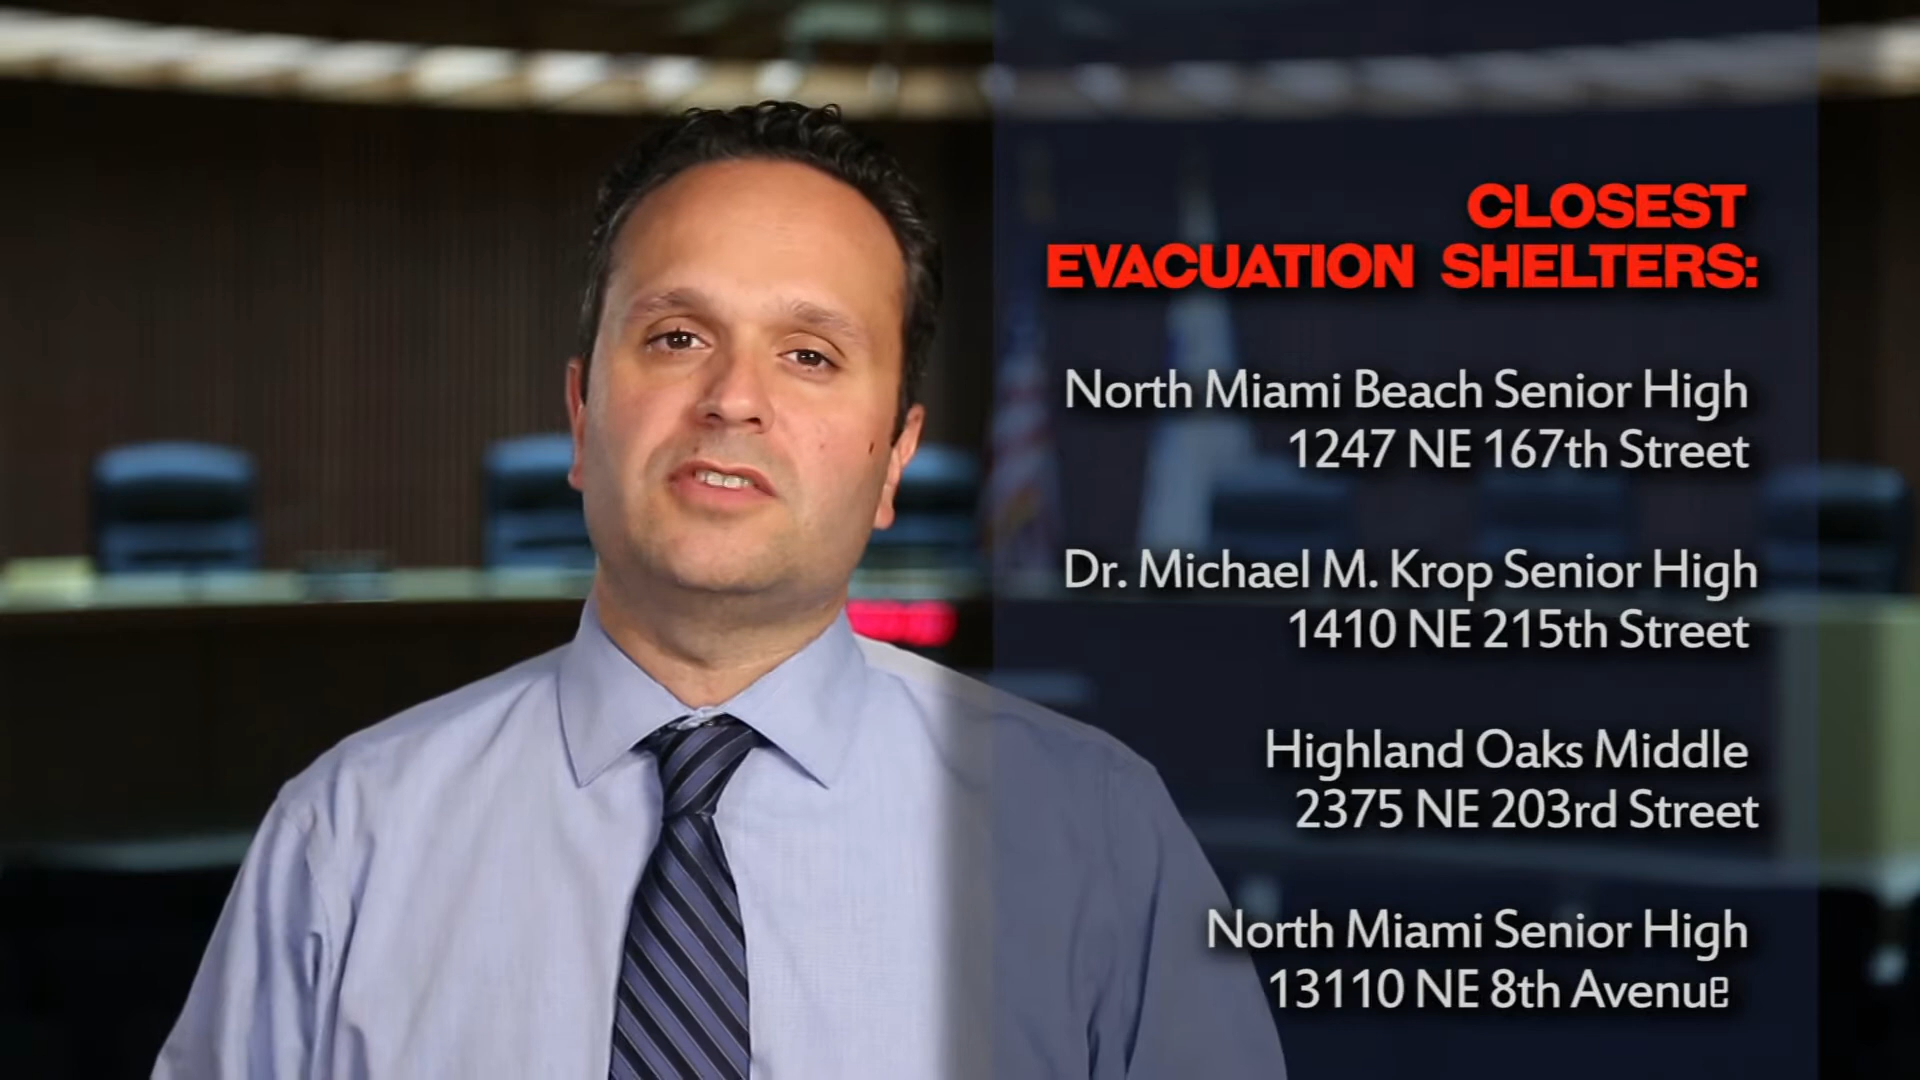 CLOSEST
EVACUATION SHELTERS:
North Miami Beach Senior High
1247 NE 167th Street
Dr. Michael M. Krop Senior High
1410 NE 215th Street
Highland Oaks Middle
2375 NE 203rd Street
North Miami Senior High
13110 NE 8th Avenue